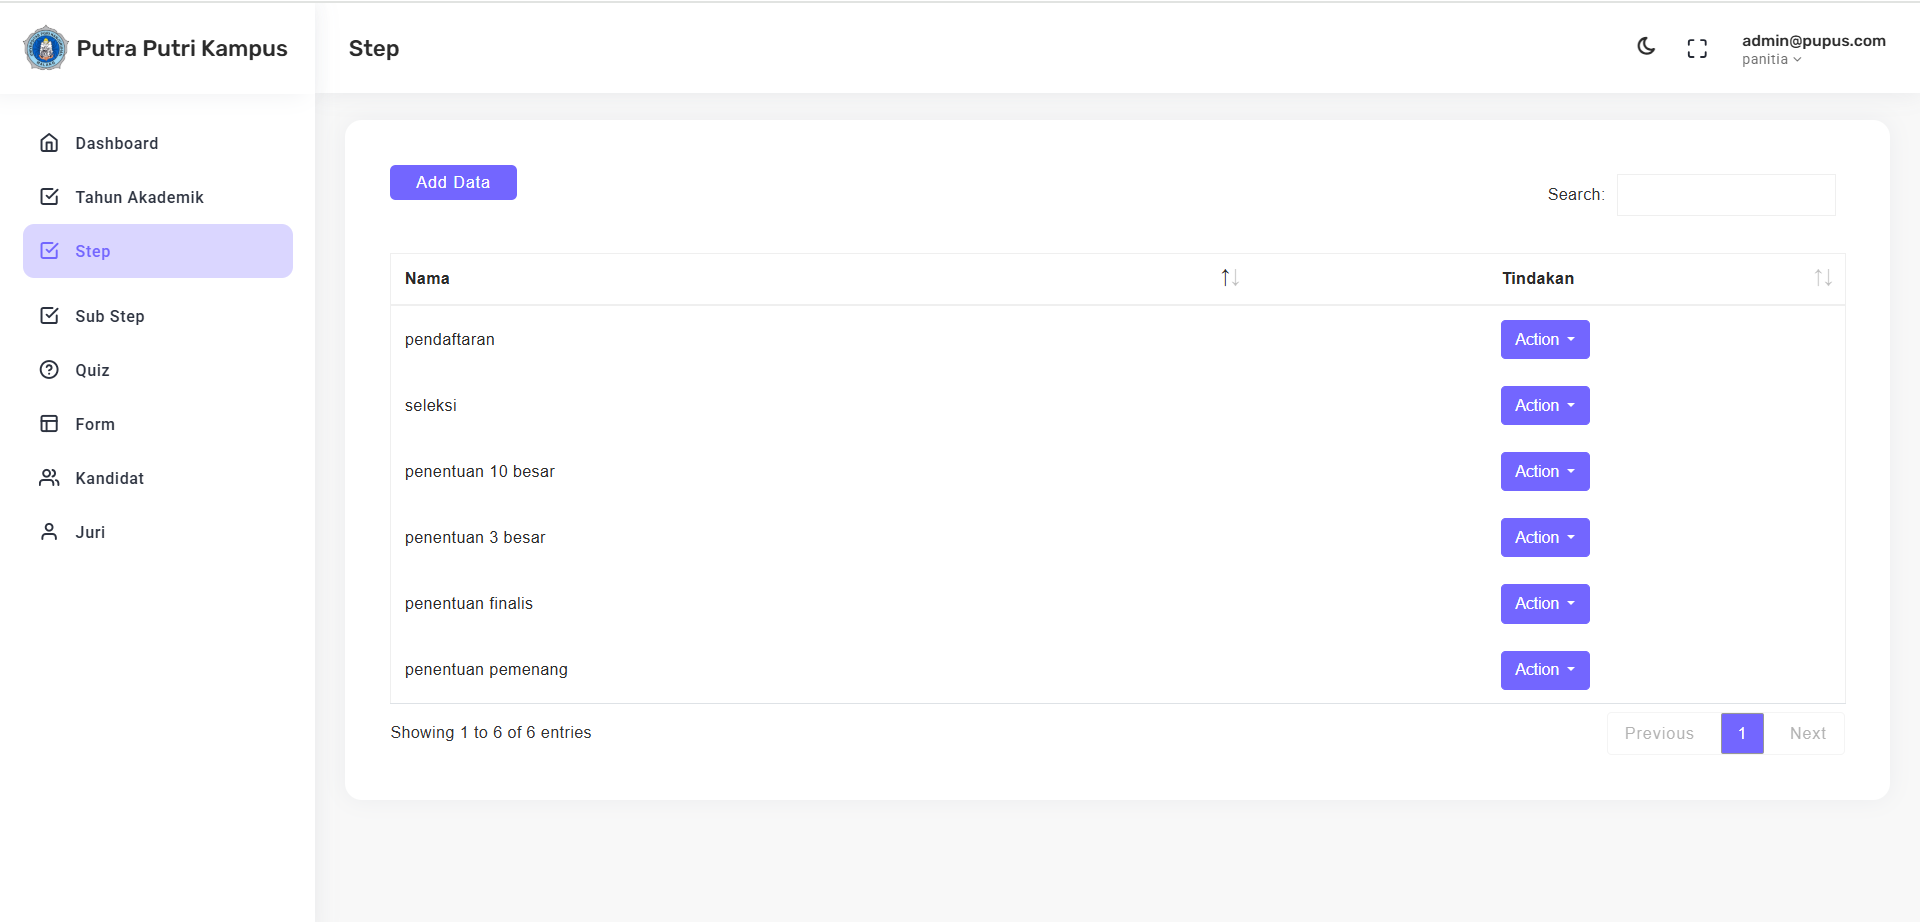 Putra Putri Kampus
Step
admin@pupus.com
panitia
Dashboard
Tahun Akademik
Step
Sub Step
Quiz
Form
Kandidat
Juri
Add Data
Search:
Nama Tindakan
pendaftaran Action
seleksi Action
penentuan 10 besar Action
penentuan 3 besar Action
penentuan finalis Action
penentuan pemenang Action
Showing 1 to 6 of 6 entries
Previous 1 Next